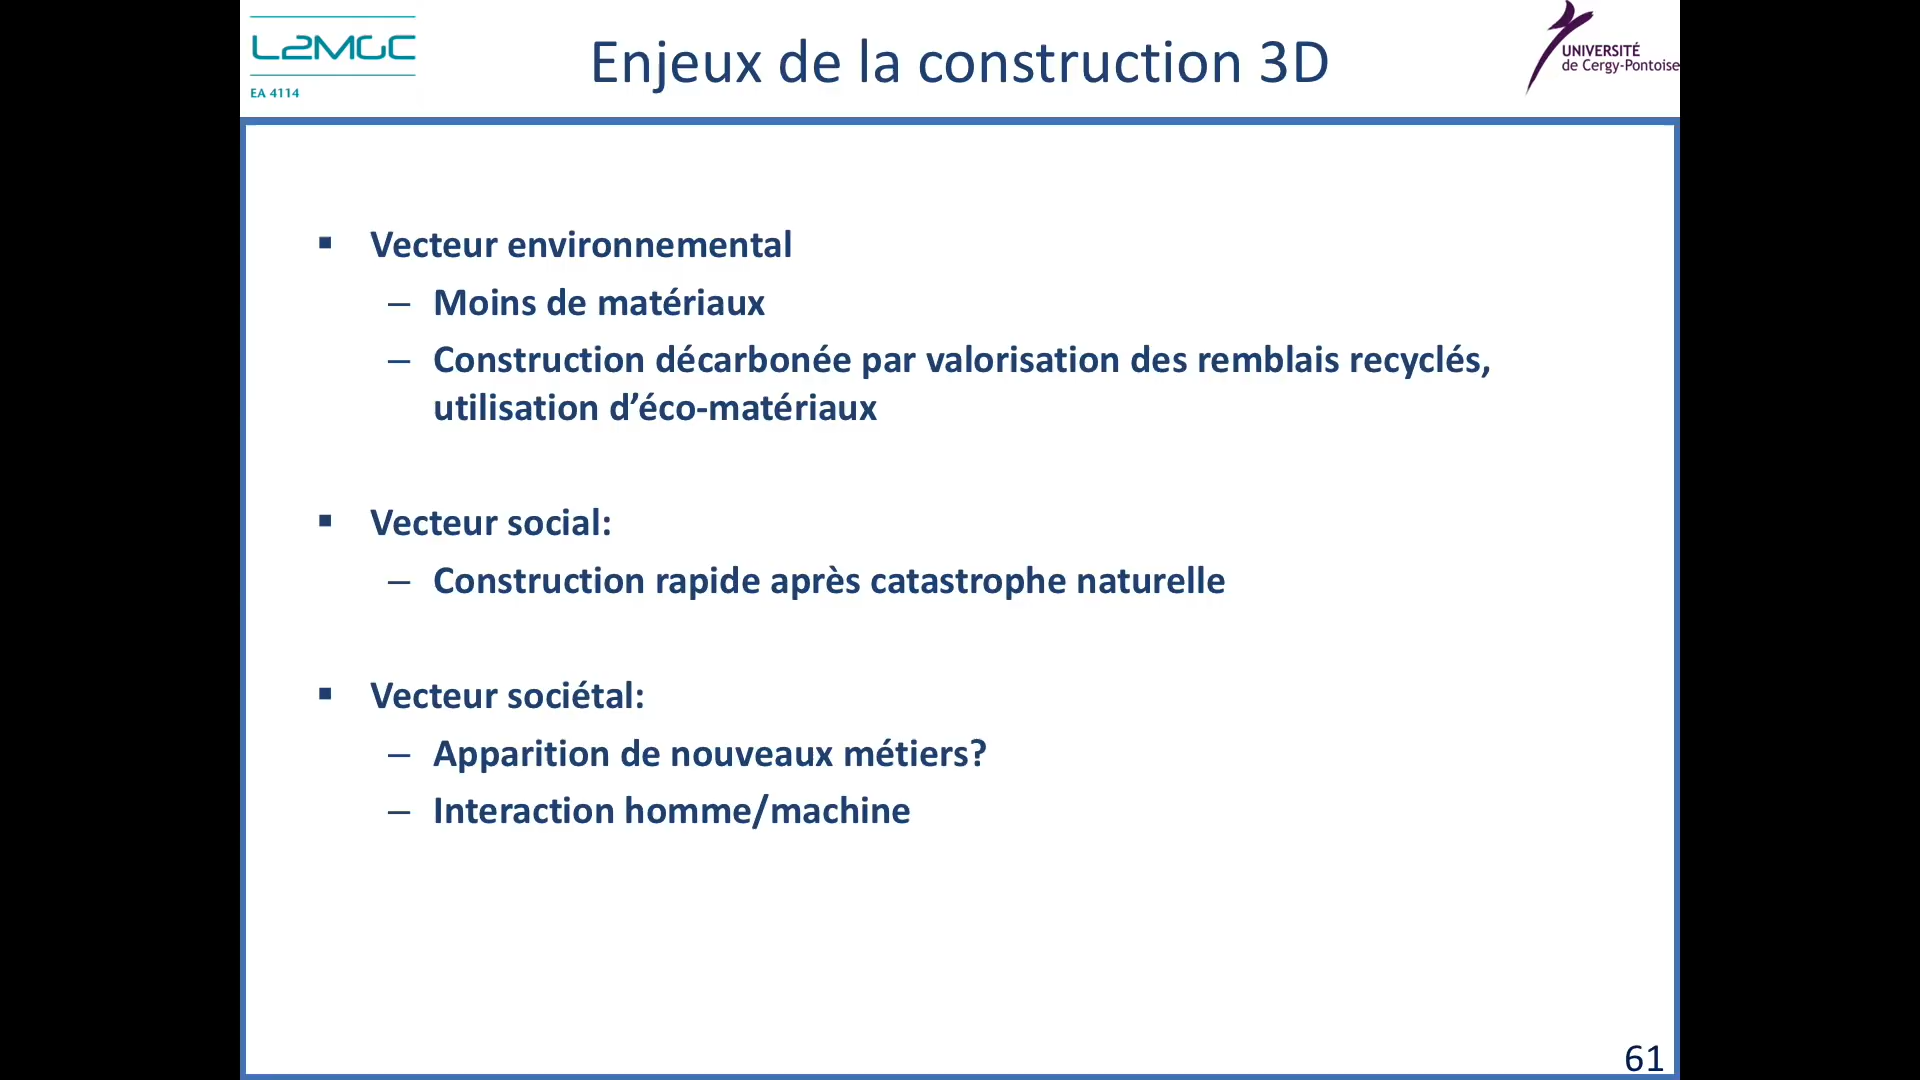 L2MGC
EA 4114
Enjeux de la construction 3D
UNIVERSITÉ
de Cergy-Pontoise
▪ Vecteur environnemental
– Moins de matériaux
– Construction décarbonée par valorisation des remblais recyclés,
utilisation d’éco-matériaux
▪ Vecteur social:
– Construction rapide après catastrophe naturelle
▪ Vecteur sociétal:
– Apparition de nouveaux métiers?
– Interaction homme/machine
61